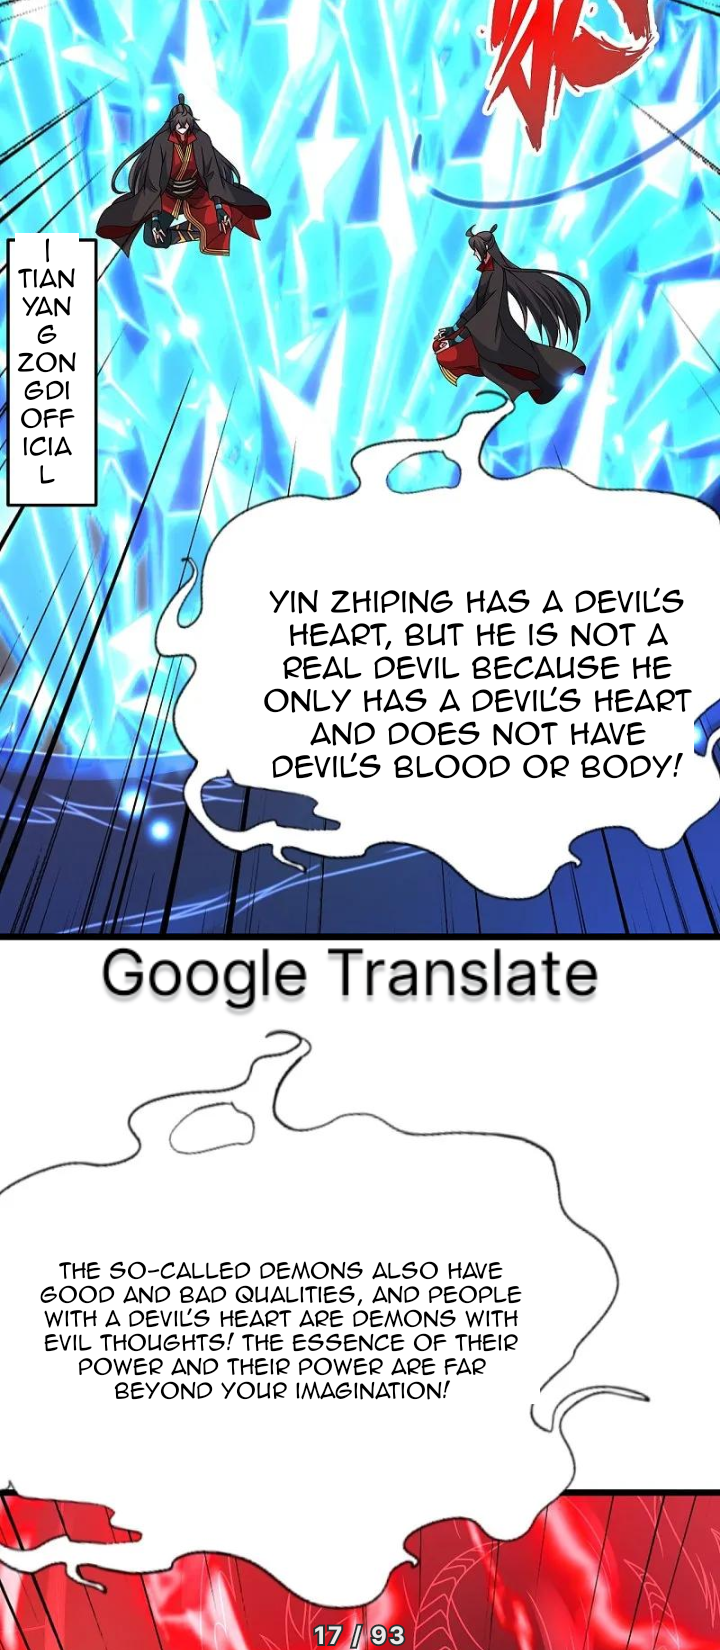 I
TIAN
YAN
G
ZON
GDI
OFF
ICIA
L
YIN ZHIPING HAS A DEVIL'S
HEART, BUT HE IS NOT A
REAL DEVIL BECAUSE HE
ONLY HAS A DEVIL'S HEART
AND DOES NOT HAVE
DEVIL'S BLOOD OR BODY!
Google Translate
THE SO-CALLED DEMONS ALSO HAVE
GOOD AND BAD QUALITIES, AND PEOPLE
WITH A DEVIL'S HEART ARE DEMONS WITH
EVIL THOUGHTS! THE ESSENCE OF THEIR
POWER AND THEIR POWER ARE FAR
BEYOND YOUR IMAGINATION!
17 / 93